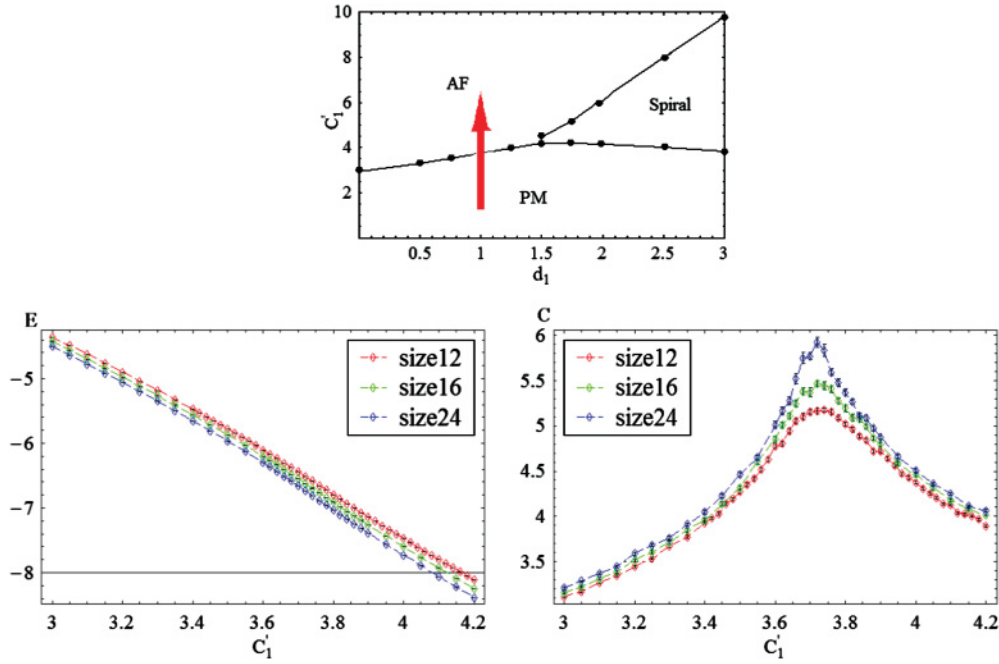 10
8
C'1
AF
6
Spiral
4
2
PM
0.5 1 1.5 2 2.5 3
d1
E
size12
size16
size24
−5
−6
−7
−8
3 3.2 3.4 3.6 3.8 4 4.2
C'1
C
6
size12
5.5
size16
size24
5
4.5
4
3.5
3 3.2 3.4 3.6 3.8 4 4.2
C'1